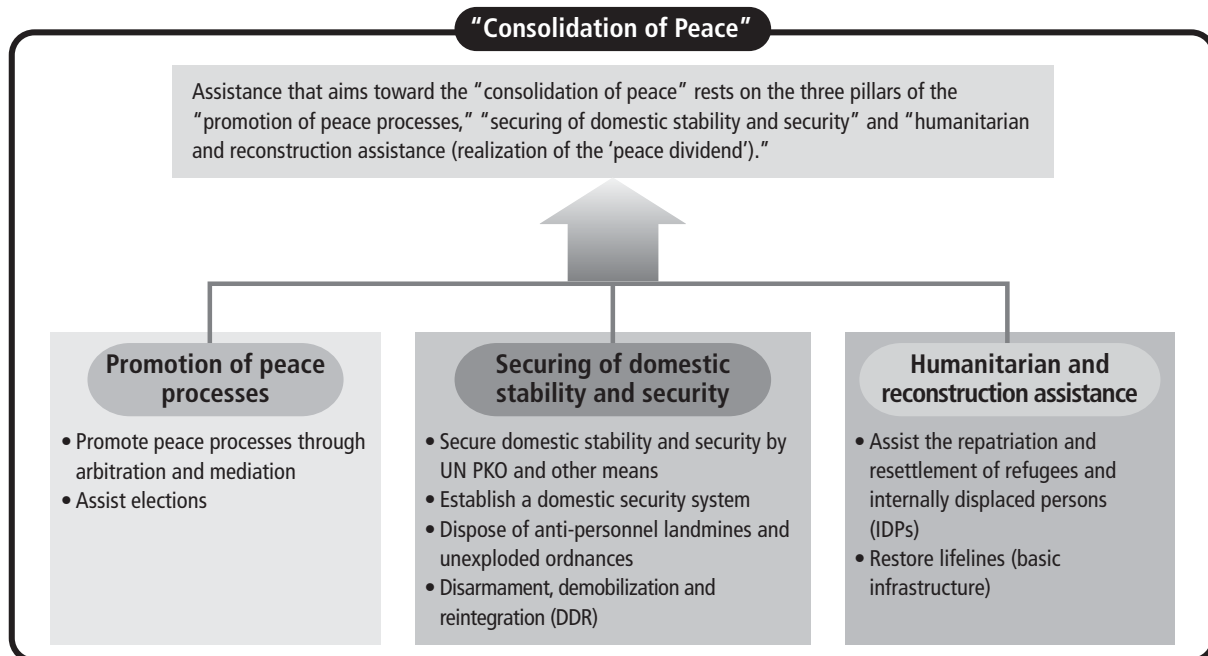 “Consolidation of Peace”
Assistance that aims toward the “consolidation of peace” rests on the three pillars of the
“promotion of peace processes,” “securing of domestic stability and security” and “humanitarian
and reconstruction assistance (realization of the ‘peace dividend’).”
Promotion of peace
processes
• Promote peace processes through
arbitration and mediation
• Assist elections
Securing of domestic
stability and security
• Secure domestic stability and security by
UN PKO and other means
• Establish a domestic security system
• Dispose of anti-personnel landmines and
unexploded ordnances
• Disarmament, demobilization and
reintegration (DDR)
Humanitarian and
reconstruction assistance
• Assist the repatriation and
resettlement of refugees and
internally displaced persons
(IDPs)
• Restore lifelines (basic
infrastructure)